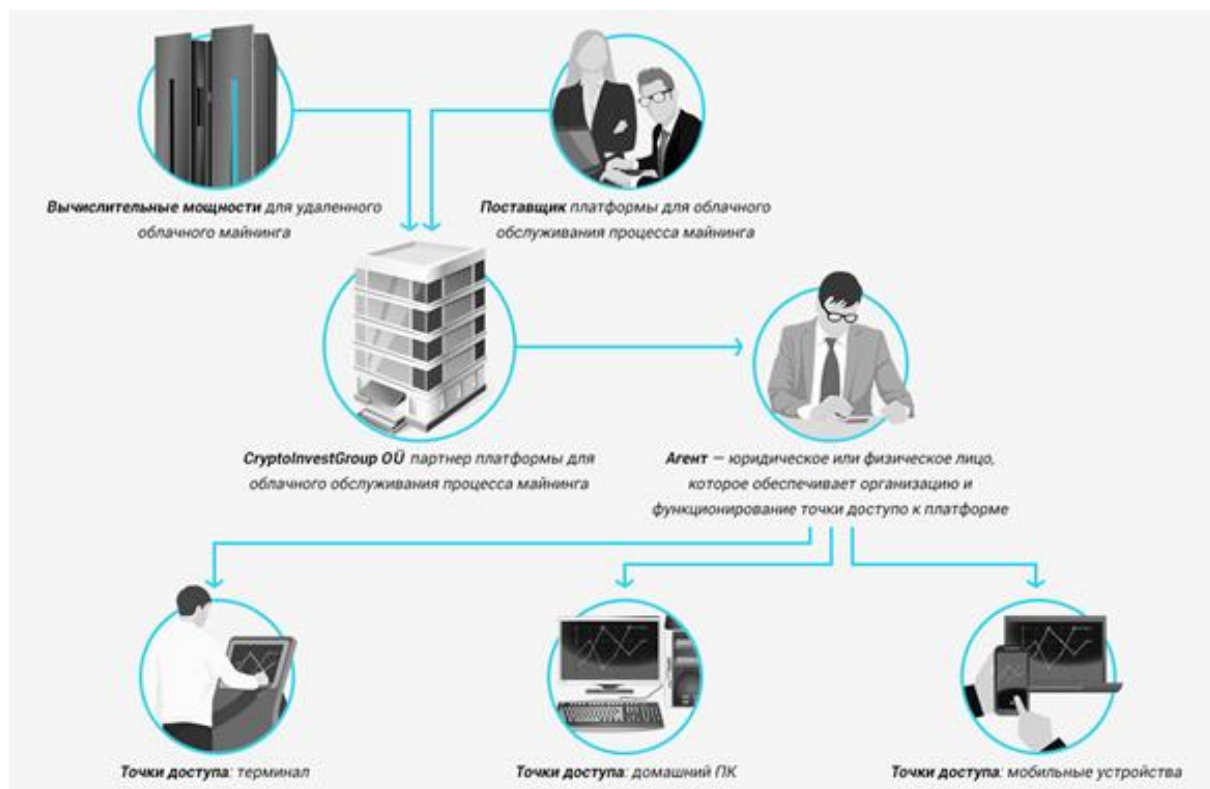 Вычислительные мощности для удаленного
облачного майнинга
Поставщик платформы для облачного
обслуживания процесса майнинга
CryptoInvestGroup OÜ партнер платформы для
облачного обслуживания процесса майнинга
Агент — юридическое или физическое лицо,
которое обеспечивает организацию и
функционирование точки доступо к платформе
Точки доступа: терминал
Точки доступа: домашний ПК
Точки доступа: мобильные устройства